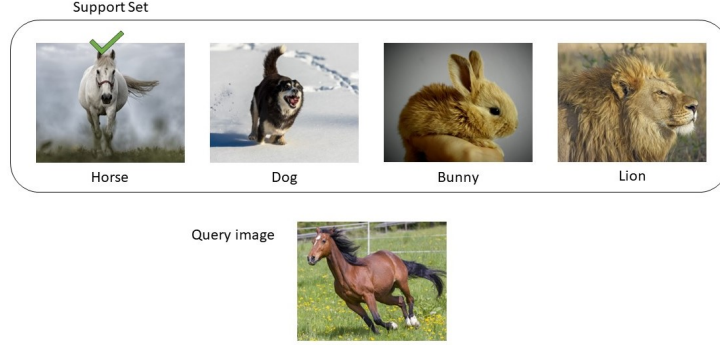 Support Set
Horse
Dog
Bunny
Lion
Query image